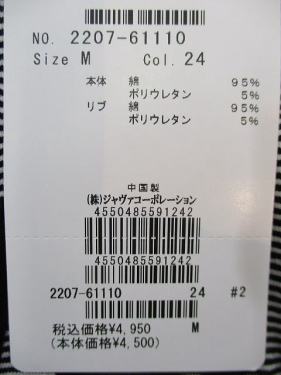 NO. 2207-61110
Size M Col. 24
本体 綿 95%
ポリウレタン 5%
リブ 綿 95%
ポリウレタン 5%
中国製
(株)ジャヴァコーポレーション
4550485591242
4550485591242
2207-61110 24 #2
税込価格¥4,950 M
(本体価格¥4,500)